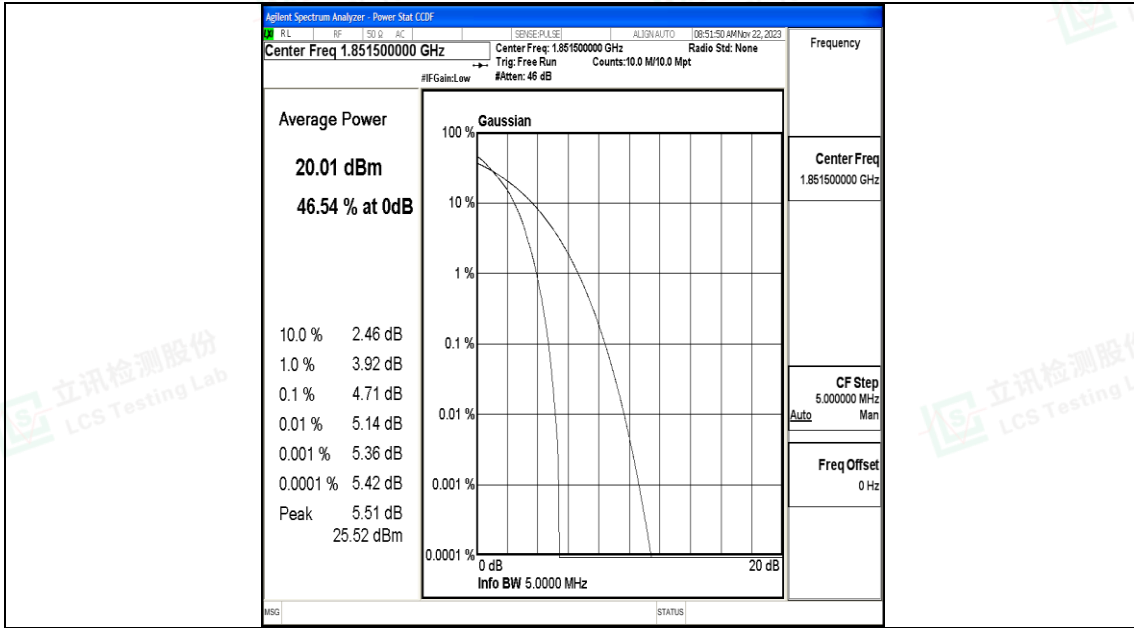 Agilent Spectrum Analyzer - Power Stat CCDF
RL RF 50 Ω AC SENSE:PULSE ALIGNAUTO 08:51:50 AM Nov 22, 2023
Center Freq 1.851500000 GHz
Center Freq: 1.851500000 GHz Radio Std: None
Trig: Free Run Counts:10.0 M/10.0 Mpt
#IFGain:Low #Atten: 46 dB
Frequency
Average Power
20.01 dBm
46.54 % at 0dB
10.0 % 2.46 dB
1.0 % 3.92 dB
0.1 % 4.71 dB
0.01 % 5.14 dB
0.001 % 5.36 dB
0.0001 % 5.42 dB
Peak 5.51 dB
25.52 dBm
Gaussian
100 %
10 %
1 %
0.1 %
0.01 %
0.001 %
0.0001 %
0 dB 20 dB
Info BW 5.0000 MHz
Center Freq
1.851500000 GHz
CF Step
5.000000 MHz
Auto Man
Freq Offset
0 Hz
MSG STATUS
立讯检测股份
LCS Testing Lab
立讯检测股份
LCS Testing L